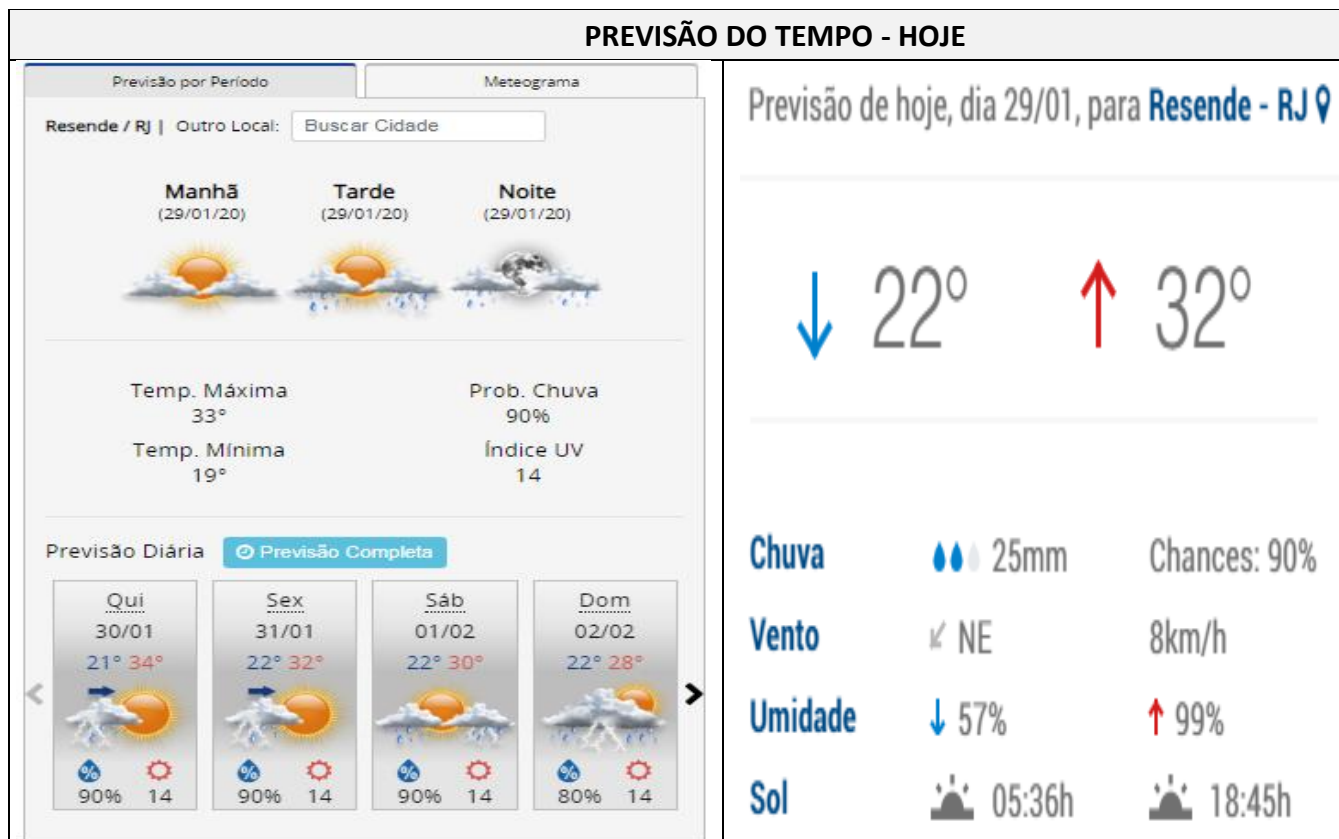 PREVISÃO DO TEMPO - HOJE
Previsão por Período
Meteograma
Resende / RJ | Outro Local: Buscar Cidade
Manhã Tarde Noite
(29/01/20) (29/01/20) (29/01/20)
Temp. Máxima Prob. Chuva
33° 90%
Temp. Mínima Índice UV
19° 14
Previsão Diária Previsão Completa
Qui Sex Sáb Dom
30/01 31/01 01/02 02/02
21° 34° 22° 32° 22° 30° 22° 28°
% % % %
90% 14 90% 14 90% 14 80% 14
Previsão de hoje, dia 29/01, para Resende - RJ
22° 32°
Chuva 25mm Chances: 90%
Vento NE 8km/h
Umidade 57% 99%
Sol 05:36h 18:45h